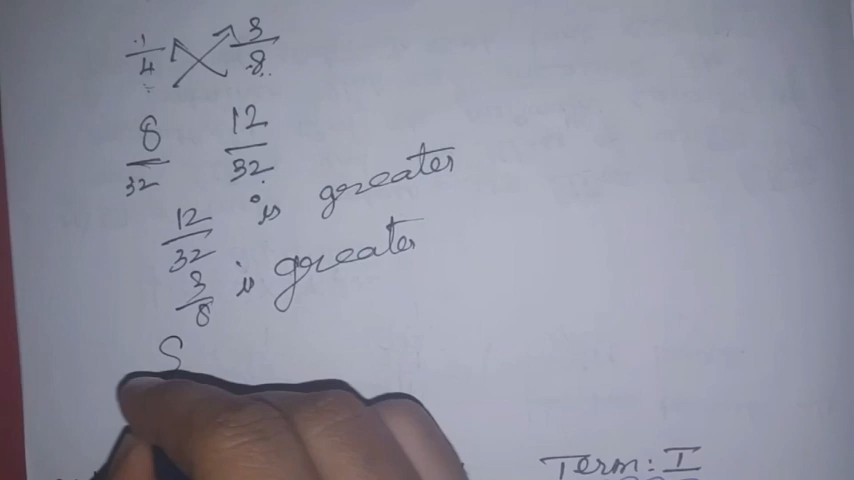 1/4 3/8
8/32 12/32
12/32 is greater
3/8 is greater
S
Term: I